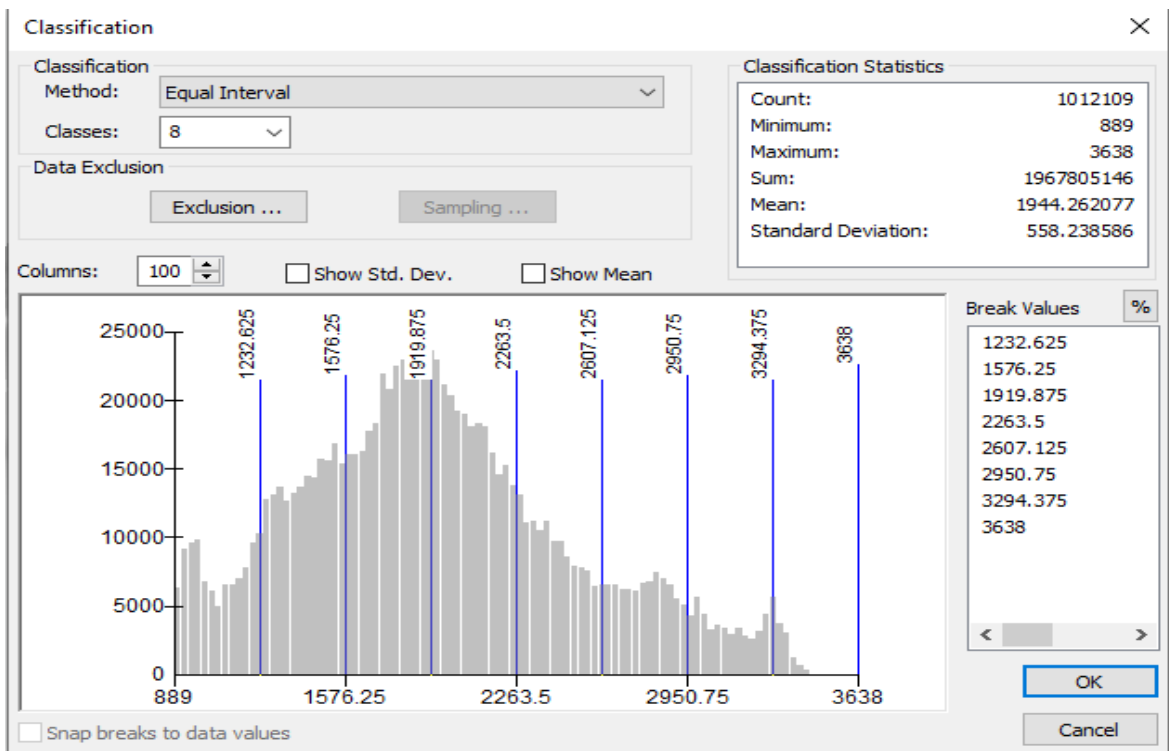 Classification
Classification
Method: Equal Interval
Classes: 8
Data Exclusion
Exclusion ...
Sampling ...
Classification Statistics
Count: 1012109
Minimum: 889
Maximum: 3638
Sum: 1967805146
Mean: 1944.262077
Standard Deviation: 558.238586
Columns: 100
Show Std. Dev.
Show Mean
25000
20000
15000
10000
5000
0
1232.625
1576.25
1919.875
2263.5
2607.125
2950.75
3294.375
3638
889
1576.25
2263.5
2950.75
3638
Break Values
%
1232.625
1576.25
1919.875
2263.5
2607.125
2950.75
3294.375
3638
OK
Cancel
Snap breaks to data values